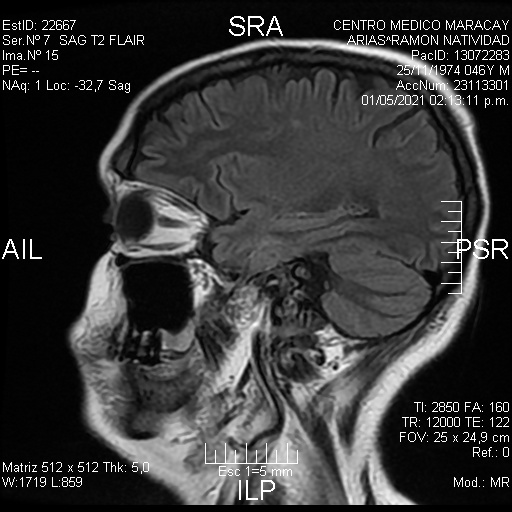 EstID: 22667
Ser.Nº 7 SAG T2 FLAIR
Ima.Nº 15
PE= --
NAq: 1 Loc: -32,7 Sag
SRA
CENTRO MEDICO MARACAY
ARIAS^RAMON NATIVIDAD
PacID: 13072283
25/11/1974 046Y M
AccNum: 23113301
01/05/2021 02:13:11 p.m.
AIL
PSR
TI: 2850 FA: 160
TR: 12000 TE: 122
FOV: 25 x 24,9 cm
Ref.: 0
Matriz 512 x 512 Thk: 5,0
W:1719 L:859
Esc 1=5 mm
ILP
Mod.: MR